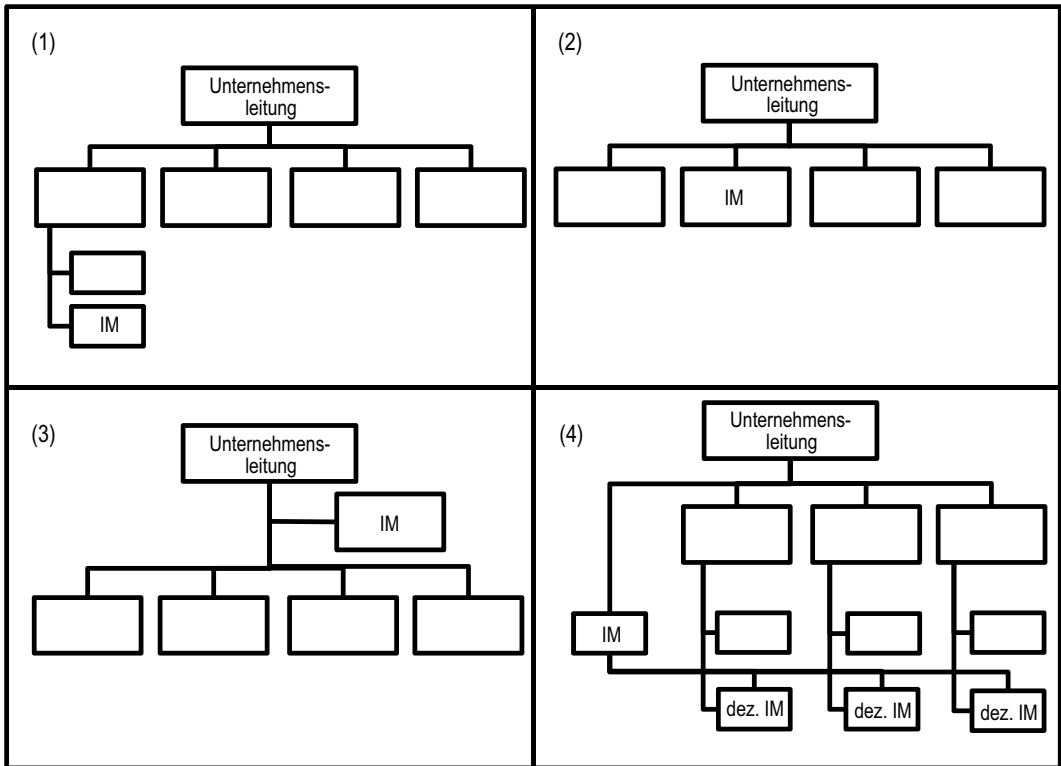 (1)
Unternehmens-
leitung
IM
(2)
Unternehmens-
leitung
IM
(3)
Unternehmens-
leitung
IM
(4)
Unternehmens-
leitung
IM
dez. IM
dez. IM
dez. IM